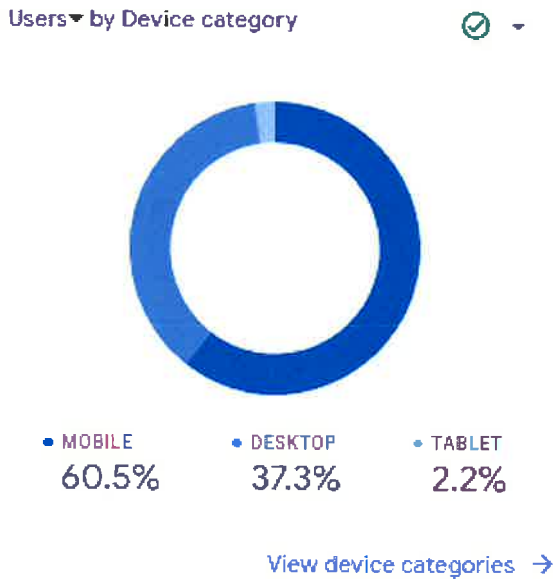 Users by Device category
MOBILE DESKTOP TABLET
60.5% 37.3% 2.2%
View device categories →